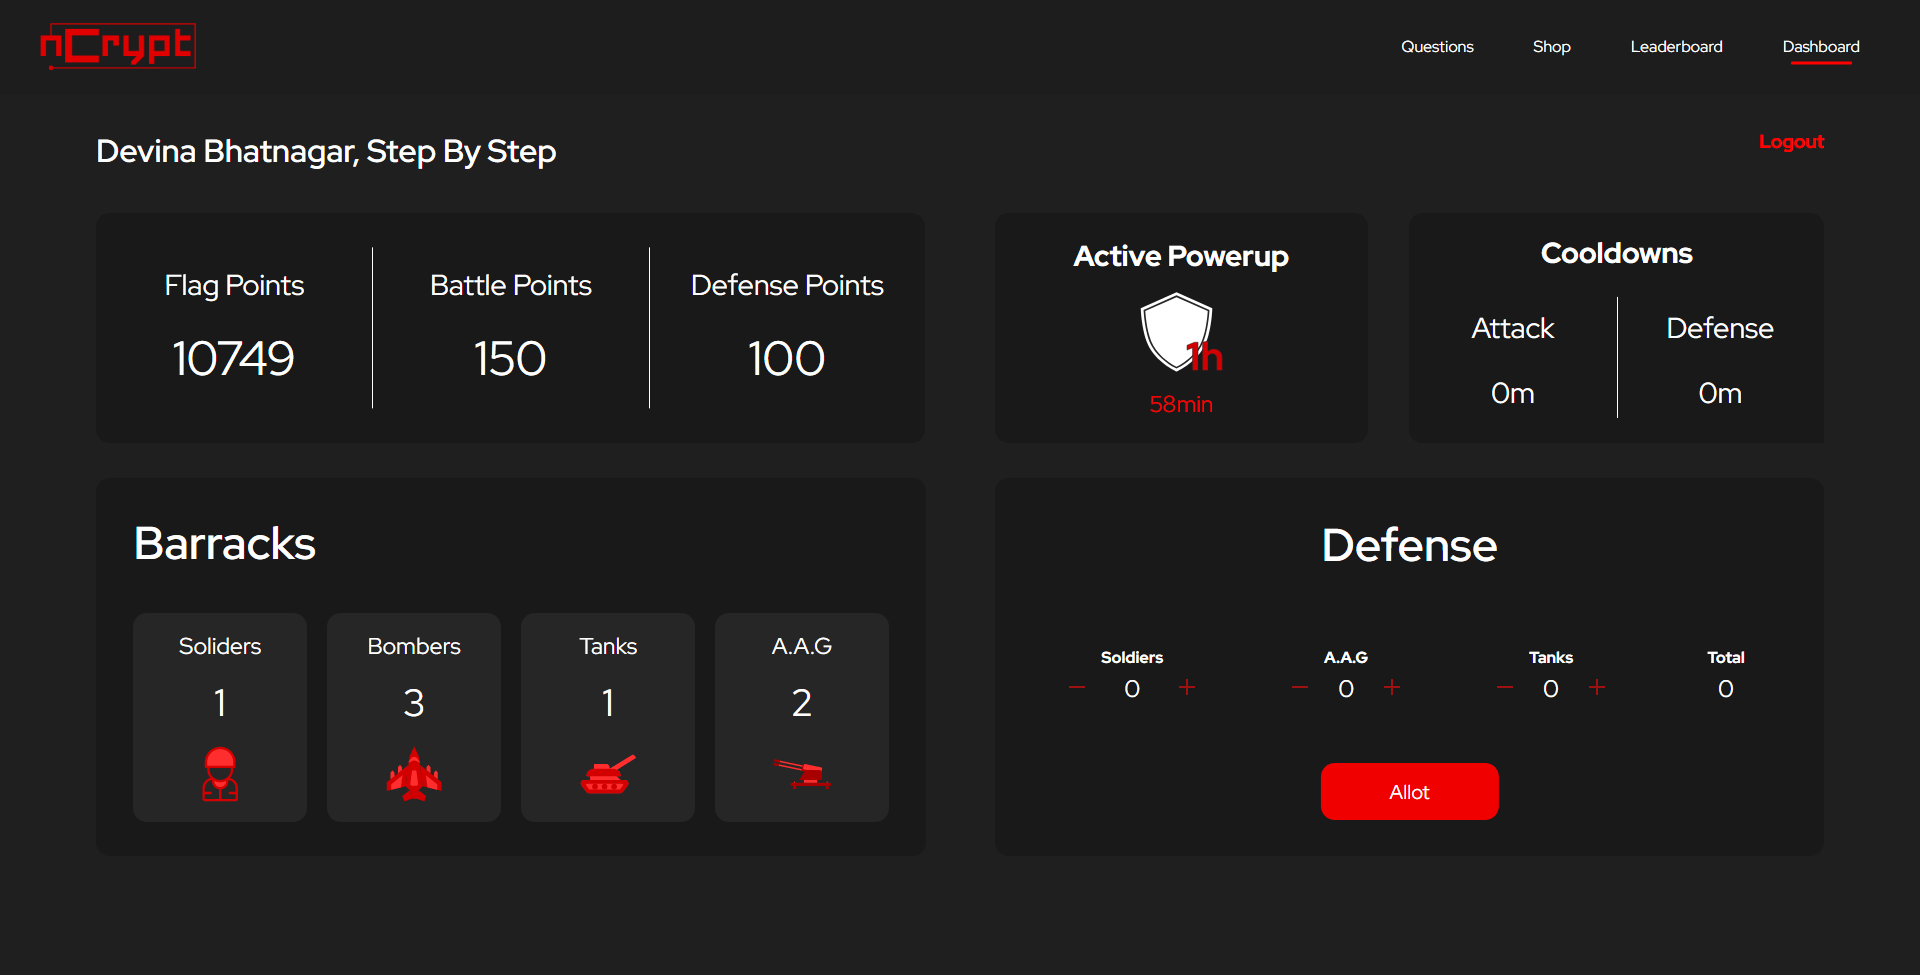 nCrypt
Questions
Shop
Leaderboard
Dashboard
Devina Bhatnagar, Step By Step
Logout
Flag Points
10749
Battle Points
150
Defense Points
100
Active Powerup
1h
58min
Cooldowns
Attack
0m
Defense
0m
Barracks
Soliders
1
Bombers
3
Tanks
1
A.A.G
2
Defense
Soldiers
− 0 +
A.A.G
− 0 +
Tanks
− 0 +
Total
0
Allot